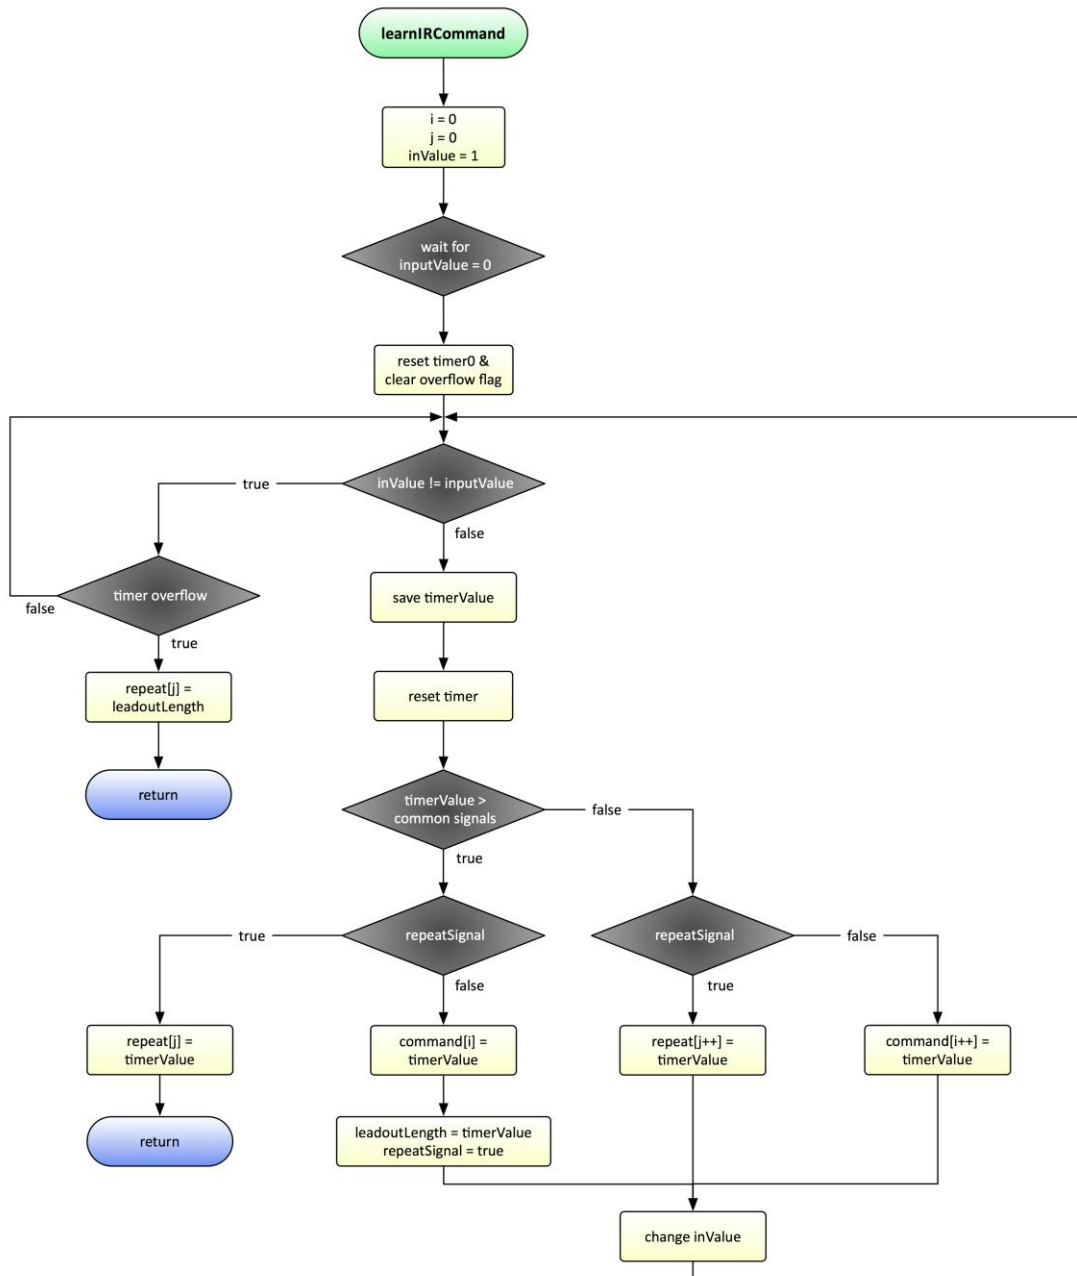 learnIRCommand
i = 0
j = 0
inValue = 1
wait for
inputValue = 0
reset timer0 &
clear overflow flag
inValue != inputValue
true
false
timer overflow
false
true
save timerValue
repeat[j] =
leadoutLength
reset timer
return
timerValue >
common signals
false
true
repeatSignal
true
false
repeatSignal
false
true
repeat[j] =
timerValue
command[i] =
timerValue
repeat[j++] =
timerValue
command[i++] =
timerValue
return
leadoutLength = timerValue
repeatSignal = true
change inValue